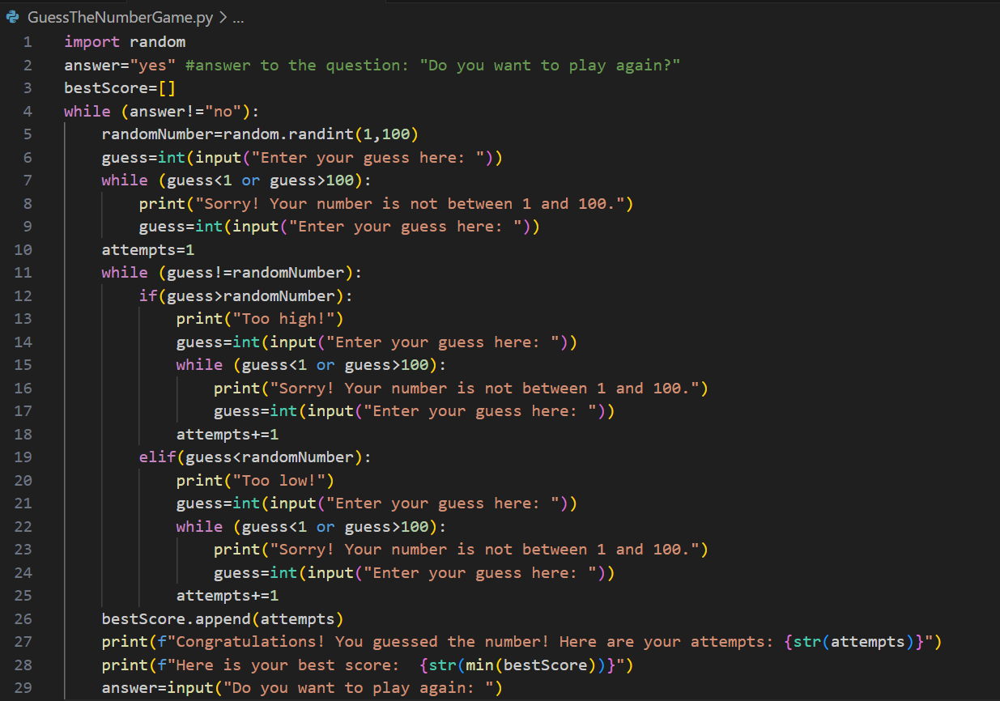 GuessTheNumberGame.py > ...
1 import random
2 answer="yes" #answer to the question: "Do you want to play again?"
3 bestScore=[]
4 while (answer!="no"):
5     randomNumber=random.randint(1,100)
6     guess=int(input("Enter your guess here: "))
7     while (guess<1 or guess>100):
8         print("Sorry! Your number is not between 1 and 100.")
9         guess=int(input("Enter your guess here: "))
10     attempts=1
11     while (guess!=randomNumber):
12         if(guess>randomNumber):
13             print("Too high!")
14             guess=int(input("Enter your guess here: "))
15             while (guess<1 or guess>100):
16                 print("Sorry! Your number is not between 1 and 100.")
17                 guess=int(input("Enter your guess here: "))
18             attempts+=1
19         elif(guess<randomNumber):
20             print("Too low!")
21             guess=int(input("Enter your guess here: "))
22             while (guess<1 or guess>100):
23                 print("Sorry! Your number is not between 1 and 100.")
24                 guess=int(input("Enter your guess here: "))
25             attempts+=1
26     bestScore.append(attempts)
27     print(f"Congratulations! You guessed the number! Here are your attempts: {str(attempts)}")
28     print(f"Here is your best score:  {str(min(bestScore))}")
29     answer=input("Do you want to play again: ")